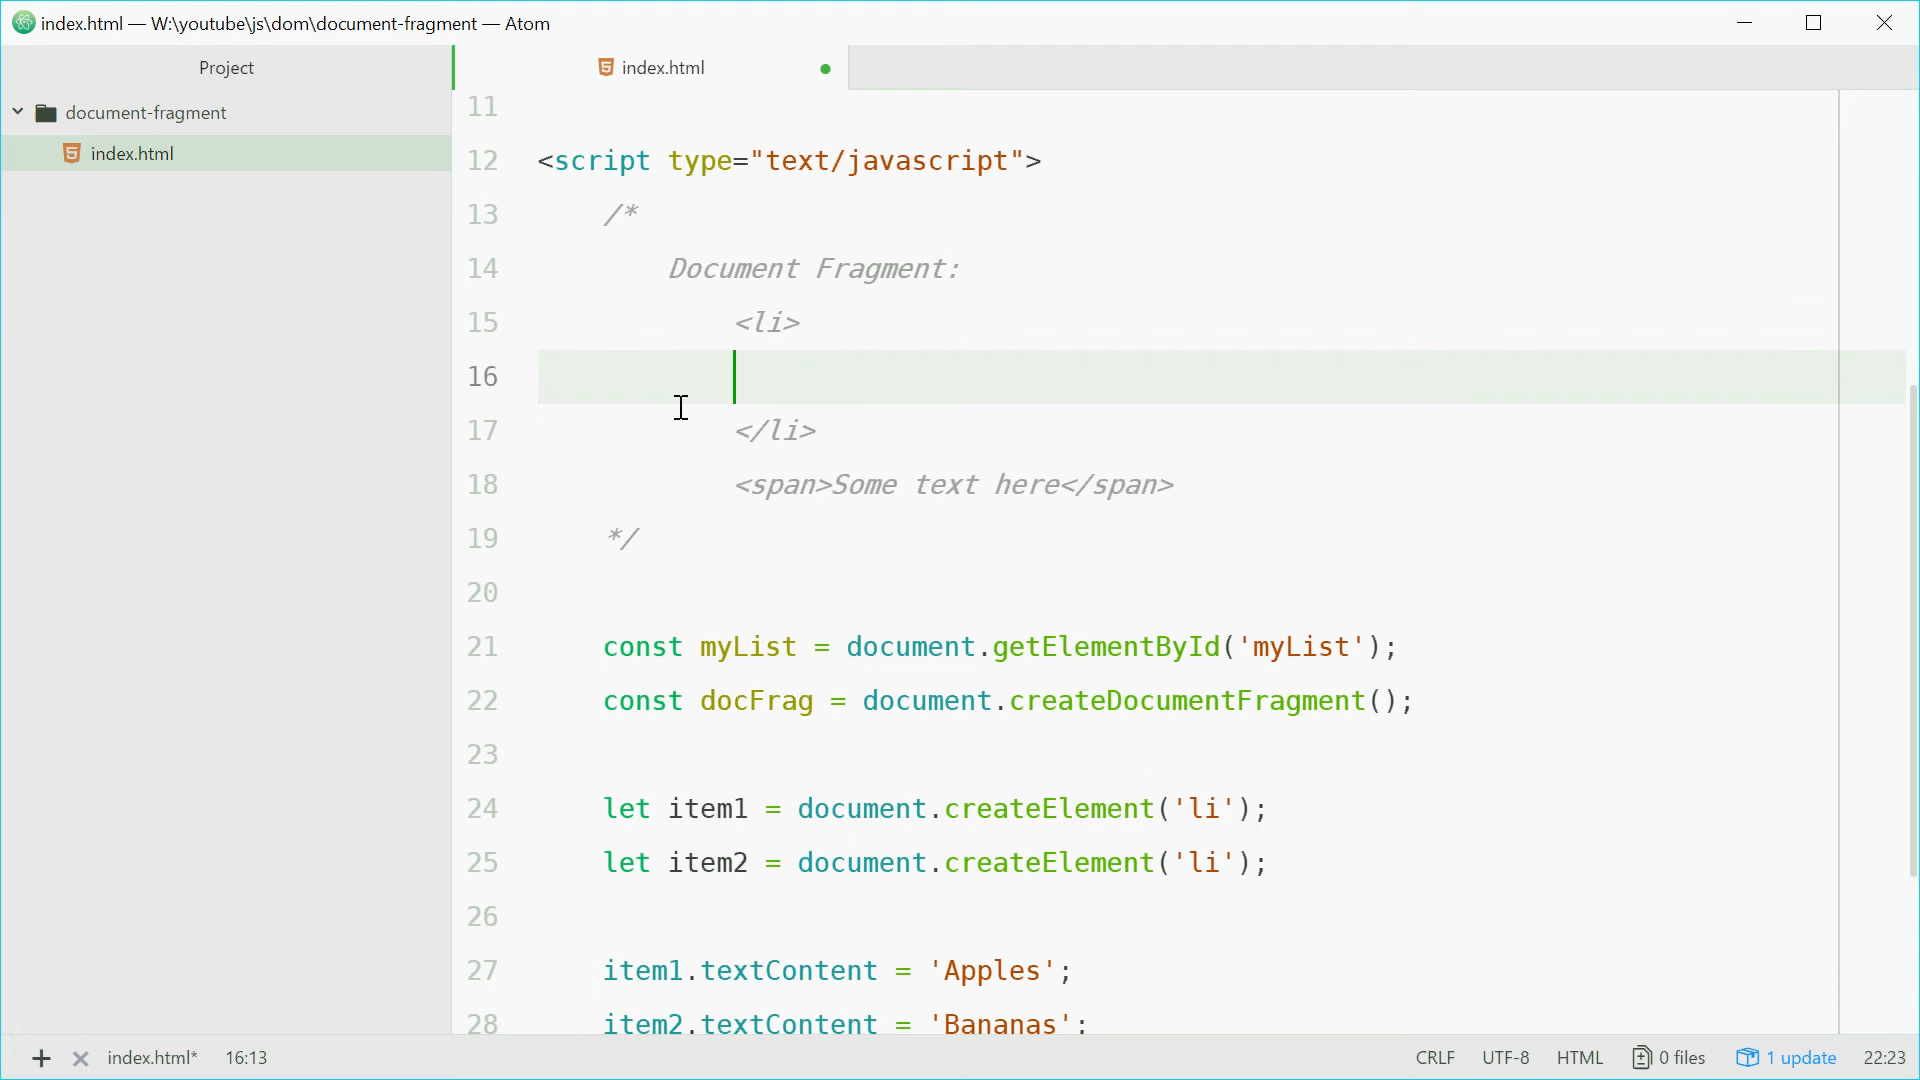 index.html — W:\youtube\js\dom\document-fragment — Atom
Project
index.html
document-fragment
index.html
11
12 <script type="text/javascript">
13 /*
14 Document Fragment:
15 <li>
16
17 </li>
18 <span>Some text here</span>
19 */
20
21 const myList = document.getElementById('myList');
22 const docFrag = document.createDocumentFragment();
23
24 let item1 = document.createElement('li');
25 let item2 = document.createElement('li');
26
27 item1.textContent = 'Apples';
28 item2.textContent = 'Bananas';
index.html* 16:13 CRLF UTF-8 HTML 0 files 1 update 22:23